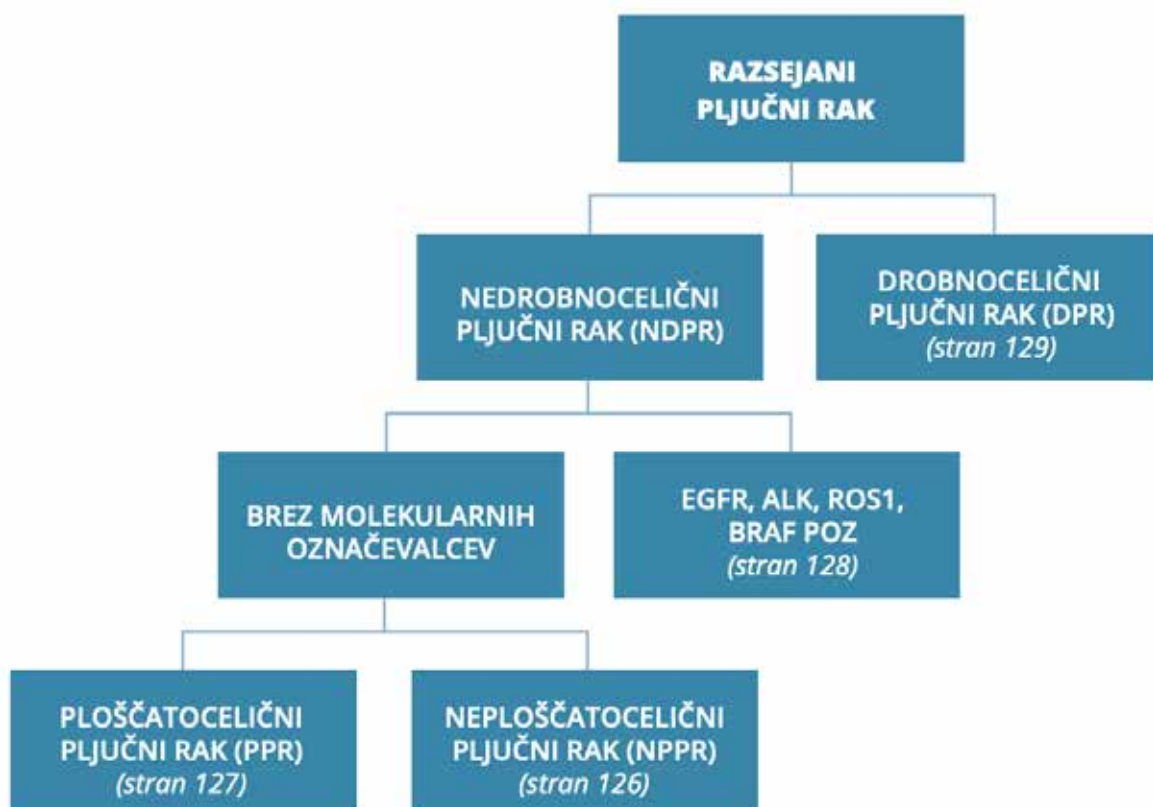 RAZSEJANI
PLJUČNI RAK
NEDROBNOCELIČNI
PLJUČNI RAK (NDPR)
DROBNOCELIČNI
PLJUČNI RAK (DPR)
(stran 129)
BREZ MOLEKULARNIH
OZNAČEVALCEV
EGFR, ALK, ROS1,
BRAF POZ
(stran 128)
PLOŠČATOCELIČNI
PLJUČNI RAK (PPR)
(stran 127)
NEPLOŠČATOCELIČNI
PLJUČNI RAK (NPPR)
(stran 126)